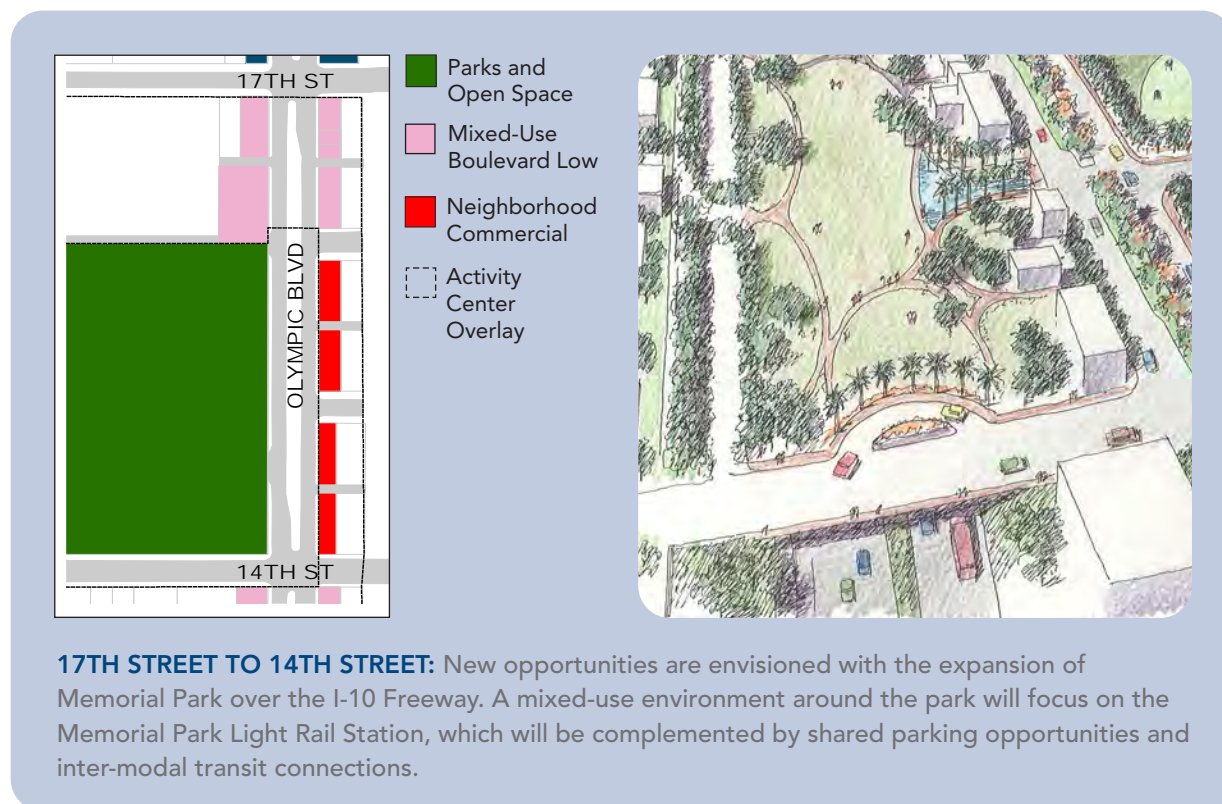 17TH ST
OLYMPIC BLVD
14TH ST
Parks and
Open Space
Mixed-Use
Boulevard Low
Neighborhood
Commercial
Activity
Center
Overlay
17TH STREET TO 14TH STREET: New opportunities are envisioned with the expansion of
Memorial Park over the I-10 Freeway. A mixed-use environment around the park will focus on the
Memorial Park Light Rail Station, which will be complemented by shared parking opportunities and
inter-modal transit connections.